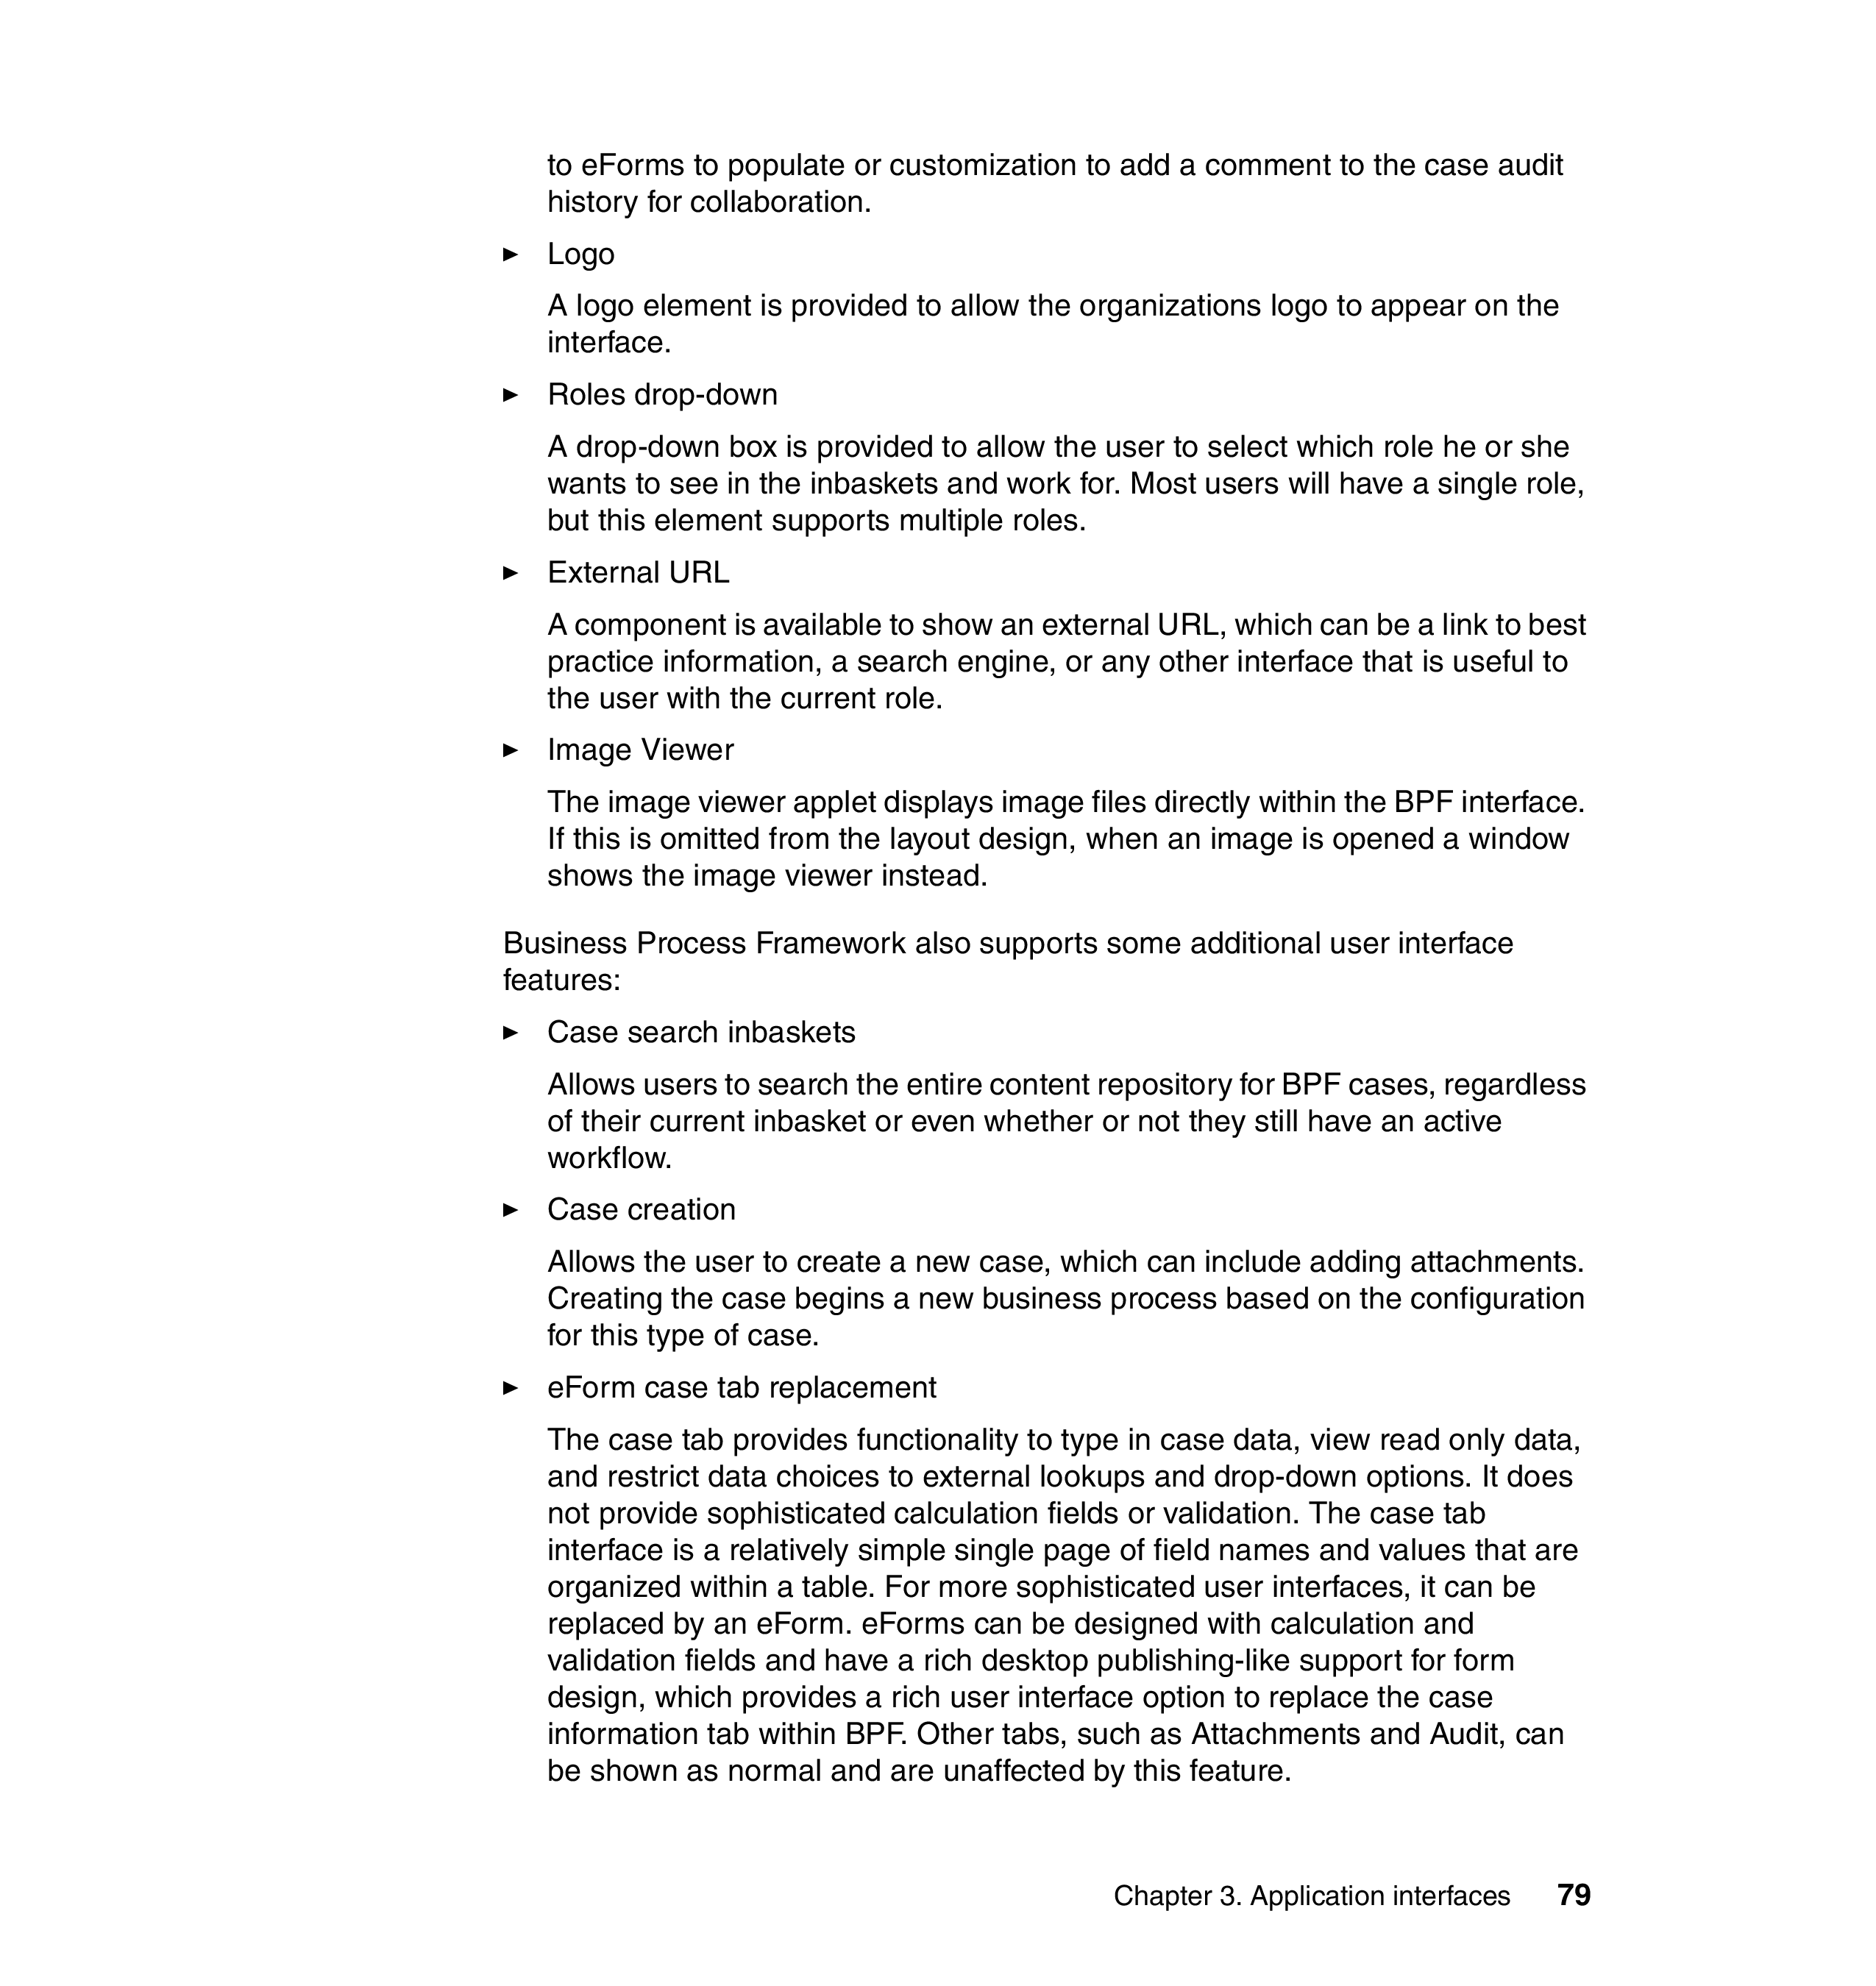 to eForms to populate or customization to add a comment to the case audit
history for collaboration.
► Logo
A logo element is provided to allow the organizations logo to appear on the
interface.
► Roles drop-down
A drop-down box is provided to allow the user to select which role he or she
wants to see in the inbaskets and work for. Most users will have a single role,
but this element supports multiple roles.
► External URL
A component is available to show an external URL, which can be a link to best
practice information, a search engine, or any other interface that is useful to
the user with the current role.
► Image Viewer
The image viewer applet displays image files directly within the BPF interface.
If this is omitted from the layout design, when an image is opened a window
shows the image viewer instead.
Business Process Framework also supports some additional user interface
features:
► Case search inbaskets
Allows users to search the entire content repository for BPF cases, regardless
of their current inbasket or even whether or not they still have an active
workflow.
► Case creation
Allows the user to create a new case, which can include adding attachments.
Creating the case begins a new business process based on the configuration
for this type of case.
► eForm case tab replacement
The case tab provides functionality to type in case data, view read only data,
and restrict data choices to external lookups and drop-down options. It does
not provide sophisticated calculation fields or validation. The case tab
interface is a relatively simple single page of field names and values that are
organized within a table. For more sophisticated user interfaces, it can be
replaced by an eForm. eForms can be designed with calculation and
validation fields and have a rich desktop publishing-like support for form
design, which provides a rich user interface option to replace the case
information tab within BPF. Other tabs, such as Attachments and Audit, can
be shown as normal and are unaffected by this feature.
Chapter 3. Application interfaces 79